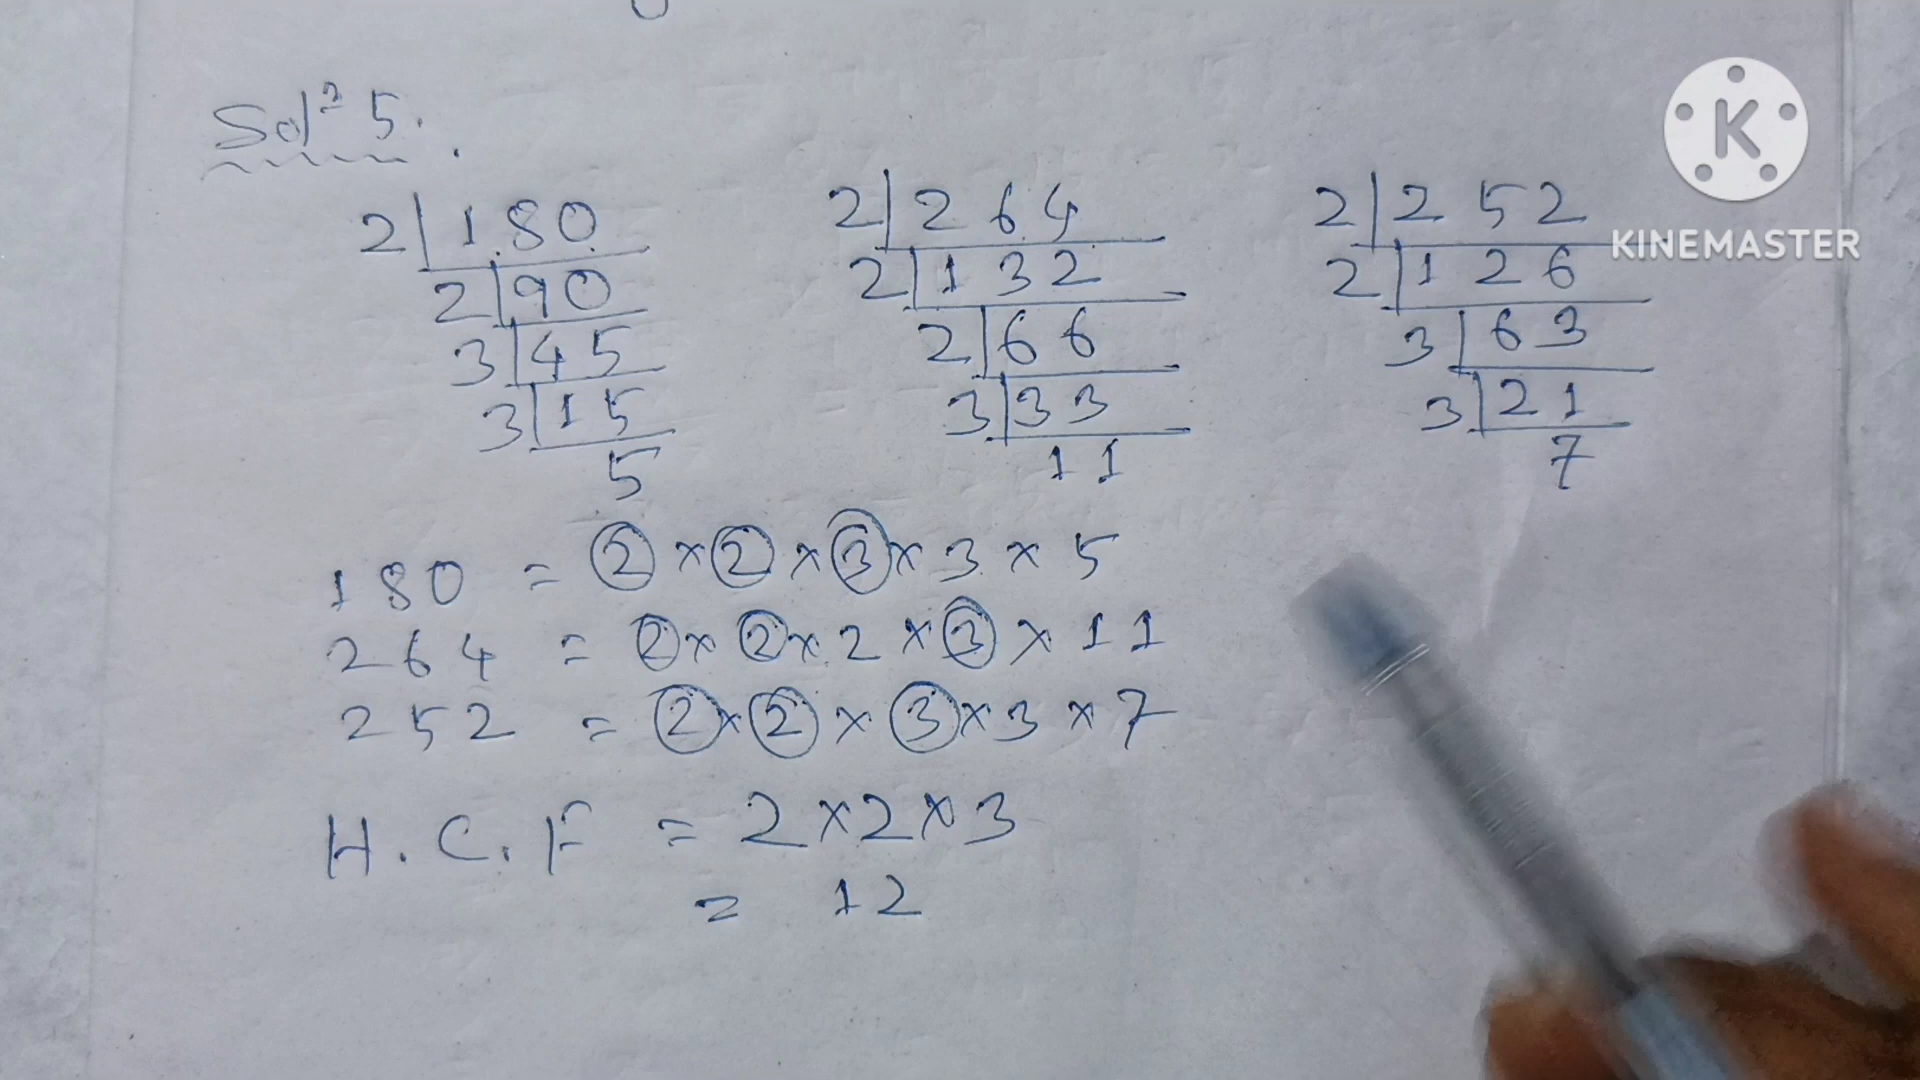 Solⁿ 5.
2 | 180
2 | 90
3 | 45
3 | 15
5
2 | 264
2 | 132
2 | 66
3 | 33
11
2 | 252
2 | 126
3 | 63
3 | 21
7
180 = 2 × 2 × 3 × 3 × 5
264 = 2 × 2 × 2 × 3 × 11
252 = 2 × 2 × 3 × 3 × 7
H.C.F = 2 × 2 × 3
= 12
K
KINEMASTER